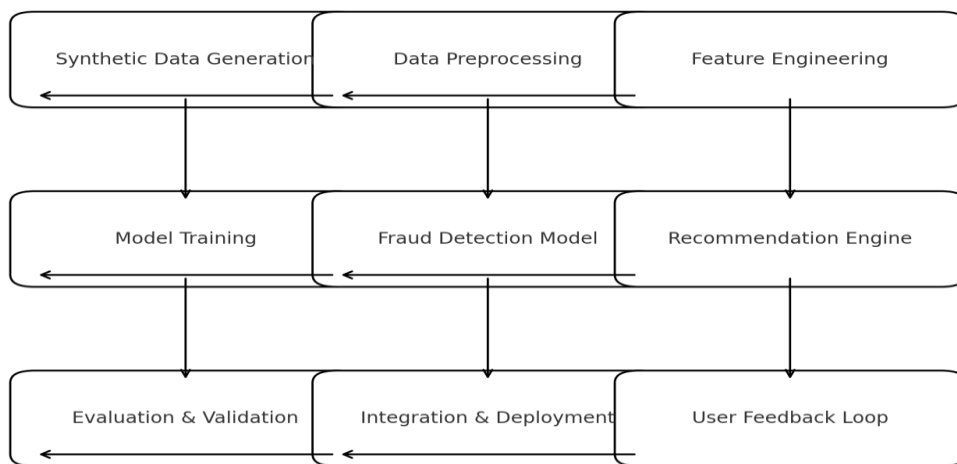 Synthetic Data Generation
Data Preprocessing
Feature Engineering
Model Training
Fraud Detection Model
Recommendation Engine
Evaluation & Validation
Integration & Deployment
User Feedback Loop